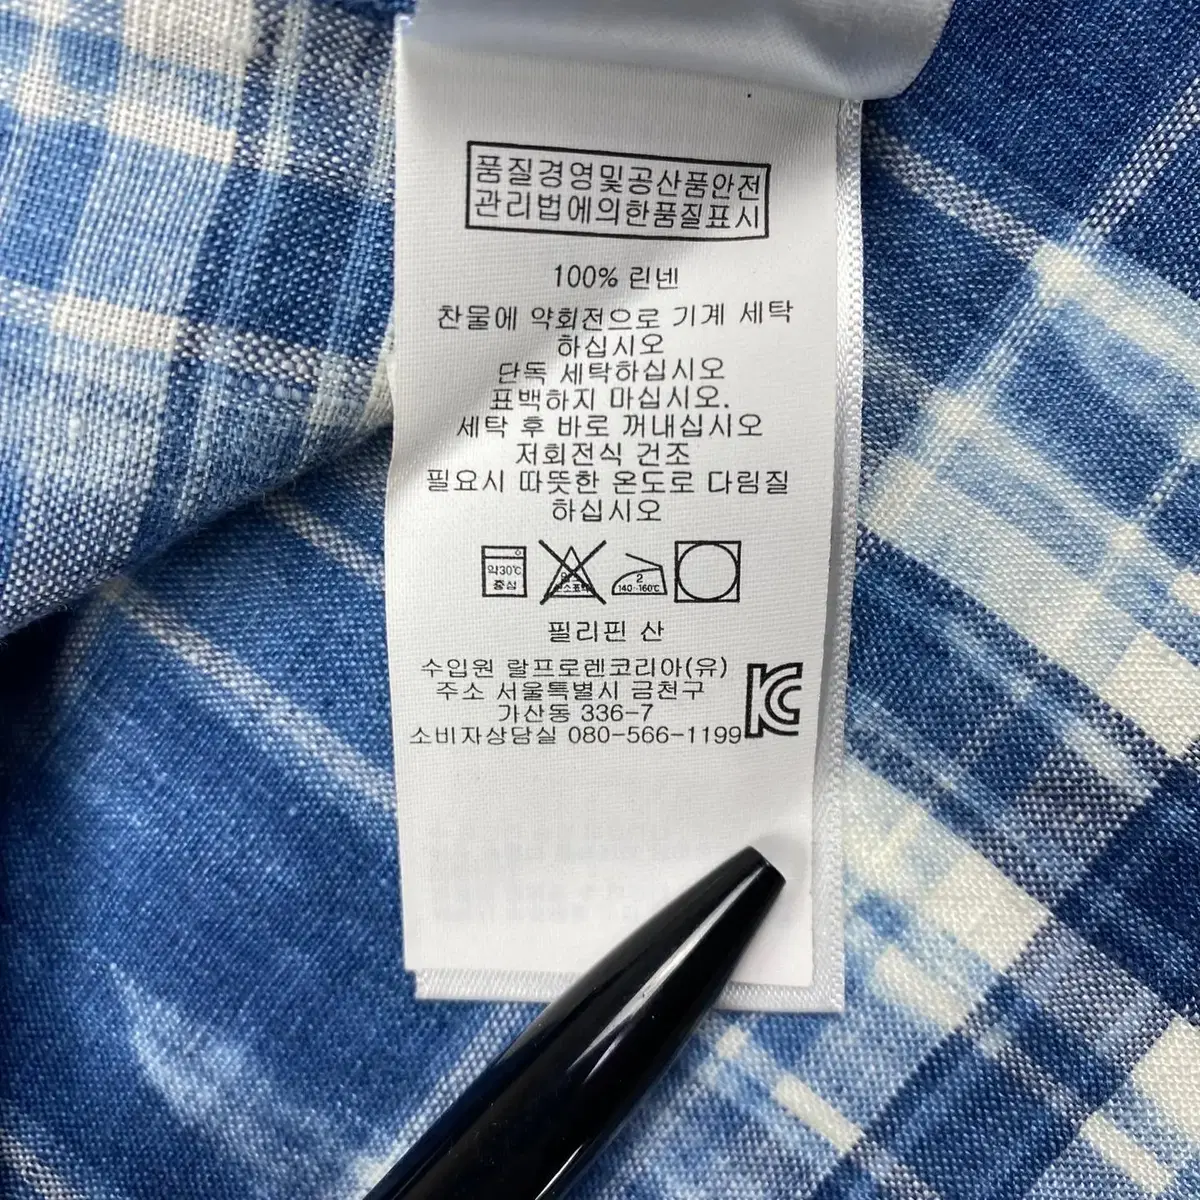 품질경영및공산품안전
관리법에의한품질표시
100% 린넨
찬물에 약회전으로 기계 세탁
하십시오
단독 세탁하십시오
표백하지 마십시오.
세탁 후 바로 꺼내십시오
저회전식 건조
필요시 따뜻한 온도로 다림질
하십시오
약30℃
중심
2
140~160℃
필리핀 산
수입원 랄프로렌코리아(유)
주소 서울특별시 금천구
가산동 336-7
소비자상담실 080-566-1199